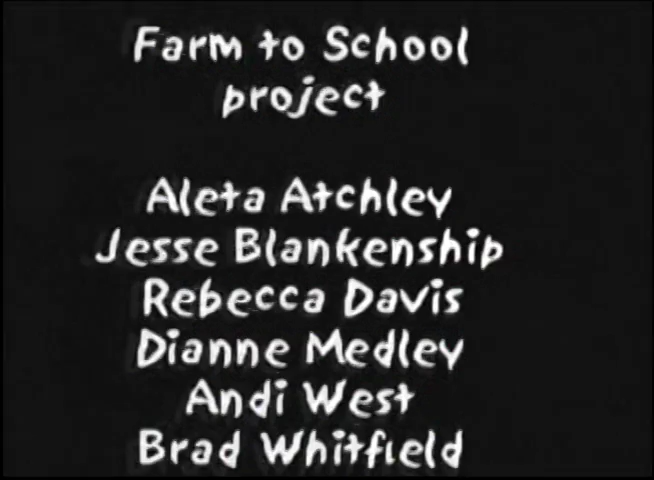 Farm to School
project
Aleta Atchley
Jesse Blankenship
Rebecca Davis
Dianne Medley
Andi West
Brad Whitfield